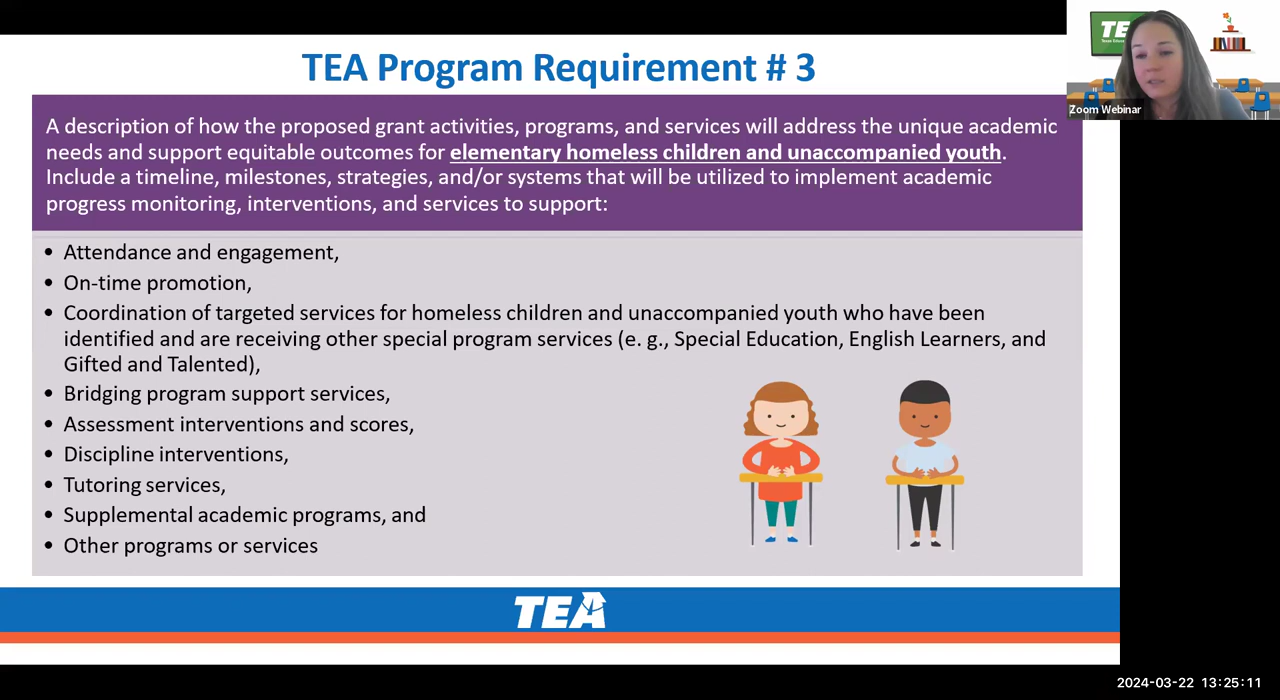 TEA Program Requirement # 3
A description of how the proposed grant activities, programs, and services will address the unique academic
needs and support equitable outcomes for elementary homeless children and unaccompanied youth.
Include a timeline, milestones, strategies, and/or systems that will be utilized to implement academic
progress monitoring, interventions, and services to support:
• Attendance and engagement,
• On-time promotion,
• Coordination of targeted services for homeless children and unaccompanied youth who have been
identified and are receiving other special program services (e. g., Special Education, English Learners, and
Gifted and Talented),
• Bridging program support services,
• Assessment interventions and scores,
• Discipline interventions,
• Tutoring services,
• Supplemental academic programs, and
• Other programs or services
TEA
TE
Zoom Webinar
2024-03-22 13:25:11